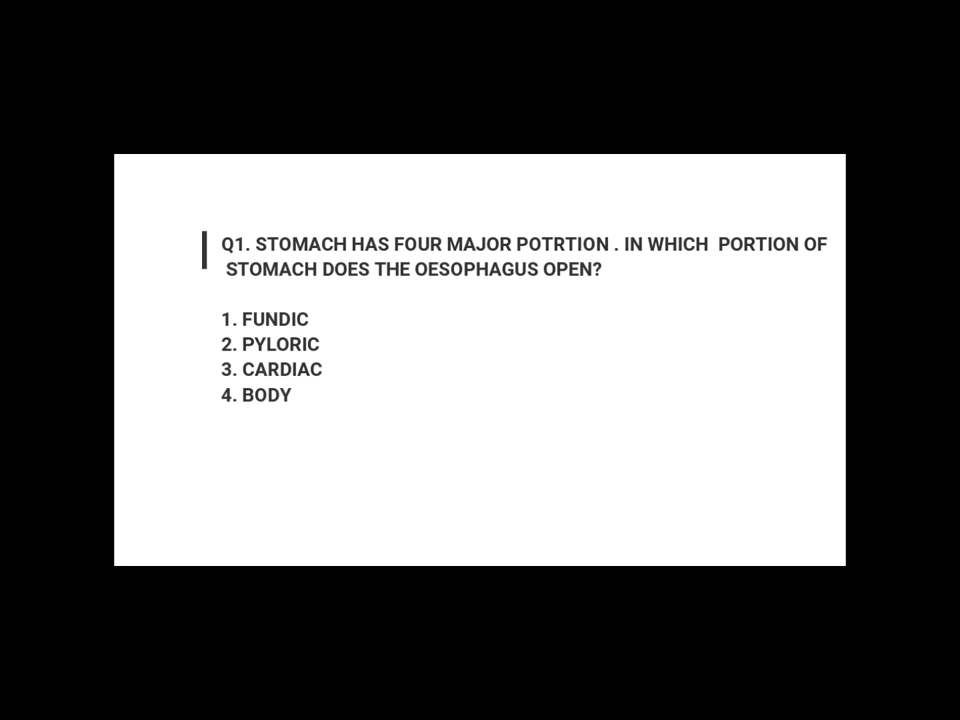 Q1. STOMACH HAS FOUR MAJOR POTRTION . IN WHICH  PORTION OF
STOMACH DOES THE OESOPHAGUS OPEN?
1. FUNDIC
2. PYLORIC
3. CARDIAC
4. BODY